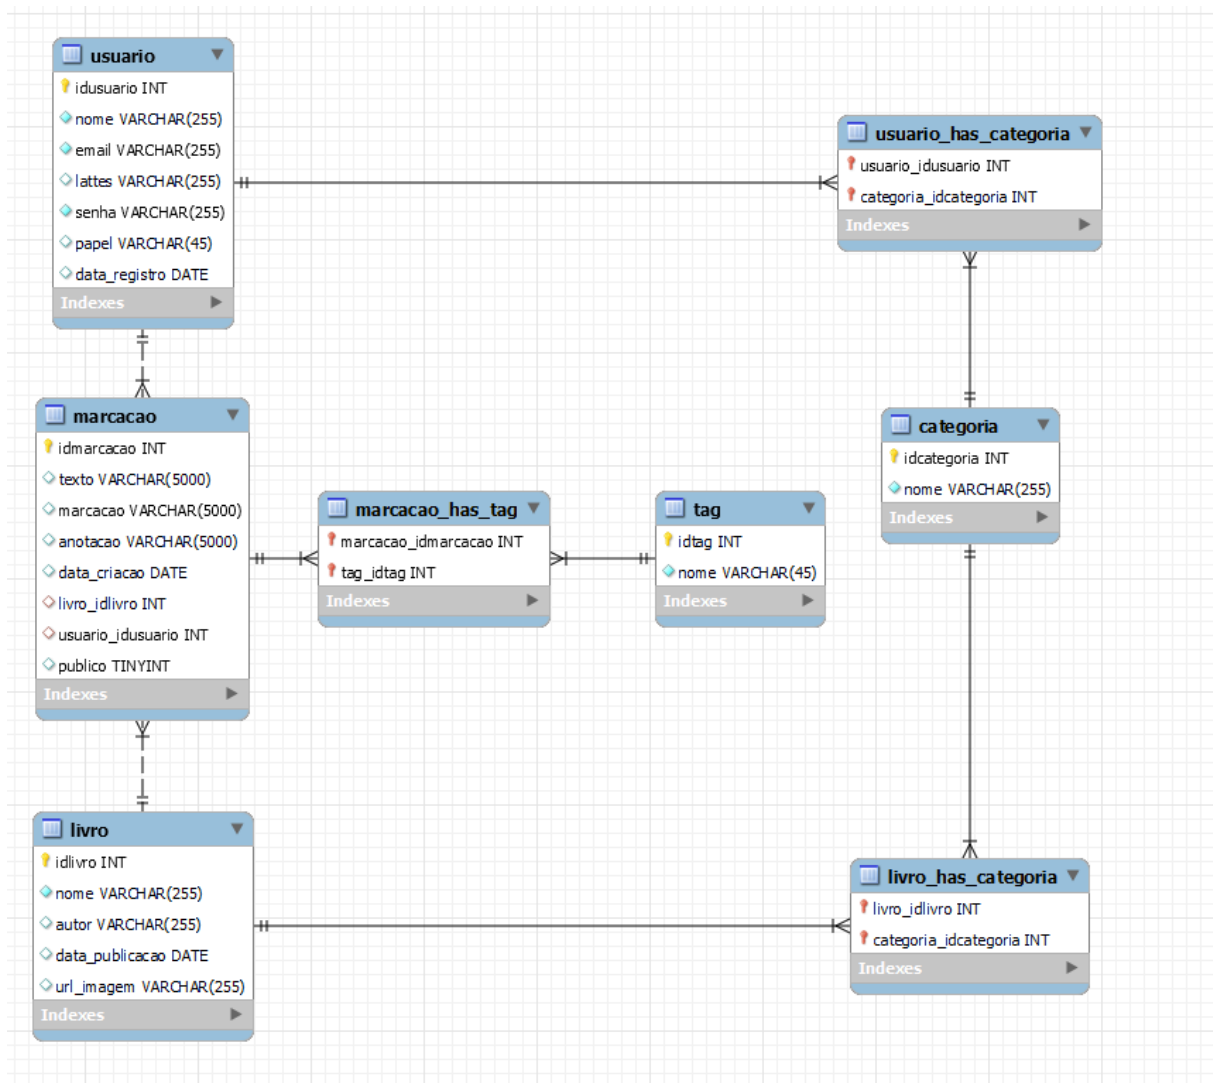 usuario
idusuario INT
nome VARCHAR(255)
email VARCHAR(255)
lattes VARCHAR(255)
senha VARCHAR(255)
papel VARCHAR(45)
data_registro DATE
Indexes
usuario_has_categoria
usuario_idusuario INT
categoria_idcategoria INT
Indexes
marcacao
idmarcacao INT
texto VARCHAR(5000)
marcacao VARCHAR(5000)
anotacao VARCHAR(5000)
data_criacao DATE
livro_idlivro INT
usuario_idusuario INT
publico TINYINT
Indexes
marcacao_has_tag
marcacao_idmarcacao INT
tag_idtag INT
Indexes
tag
idtag INT
nome VARCHAR(45)
Indexes
categoria
idcategoria INT
nome VARCHAR(255)
Indexes
livro
idlivro INT
nome VARCHAR(255)
autor VARCHAR(255)
data_publicacao DATE
url_imagem VARCHAR(255)
Indexes
livro_has_categoria
livro_idlivro INT
categoria_idcategoria INT
Indexes